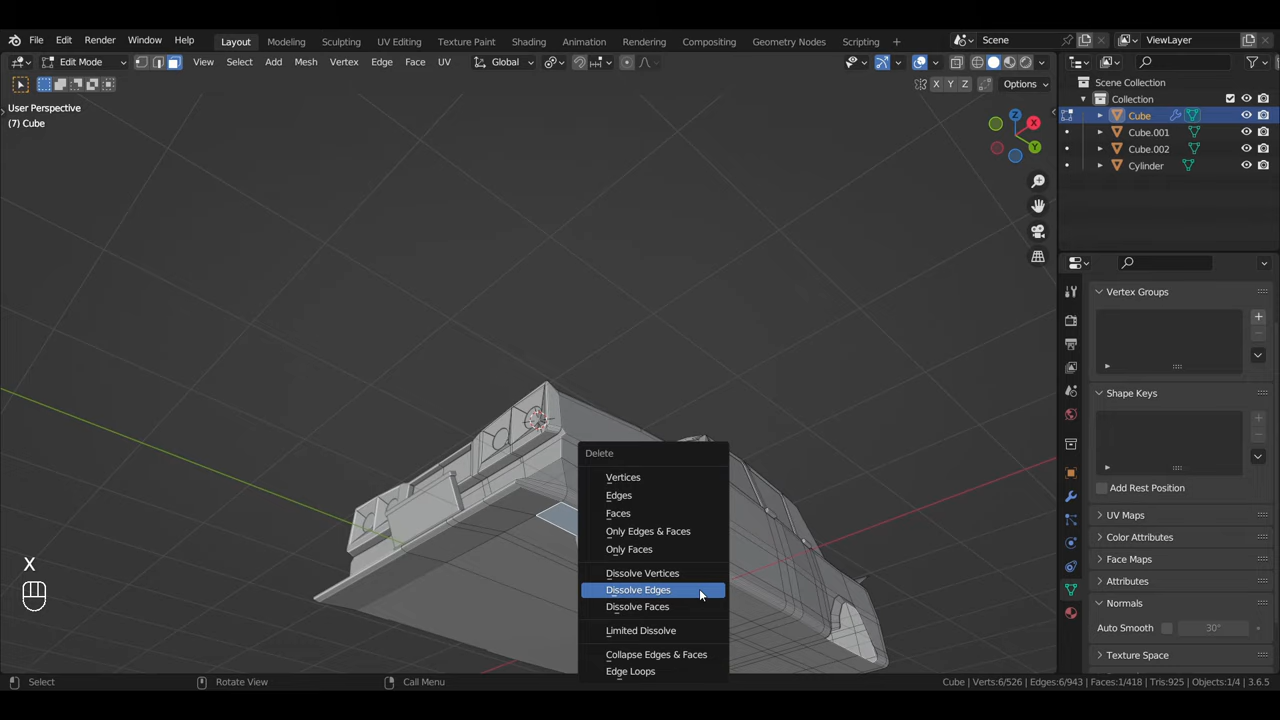 File Edit Render Window Help Layout Modeling Sculpting UV Editing Texture Paint Shading Animation Rendering Compositing Geometry Nodes Scripting + Scene ViewLayer
Edit Mode View Select Add Mesh Vertex Edge Face UV Global
X Y Z Options
User Perspective
(7) Cube
Scene Collection
Collection
Cube
Cube.001
Cube.002
Cylinder
Z
X
Y
Vertex Groups
Shape Keys
Add Rest Position
UV Maps
Color Attributes
Face Maps
Attributes
Normals
Auto Smooth 30°
Texture Space
Delete
Vertices
Edges
Faces
Only Edges & Faces
Only Faces
Dissolve Vertices
Dissolve Edges
Dissolve Faces
Limited Dissolve
Collapse Edges & Faces
Edge Loops
X
Select Rotate View Call Menu Cube | Verts:6/526 | Edges:6/943 | Faces:1/418 | Tris:925 | Objects:1/4 | 3.6.5